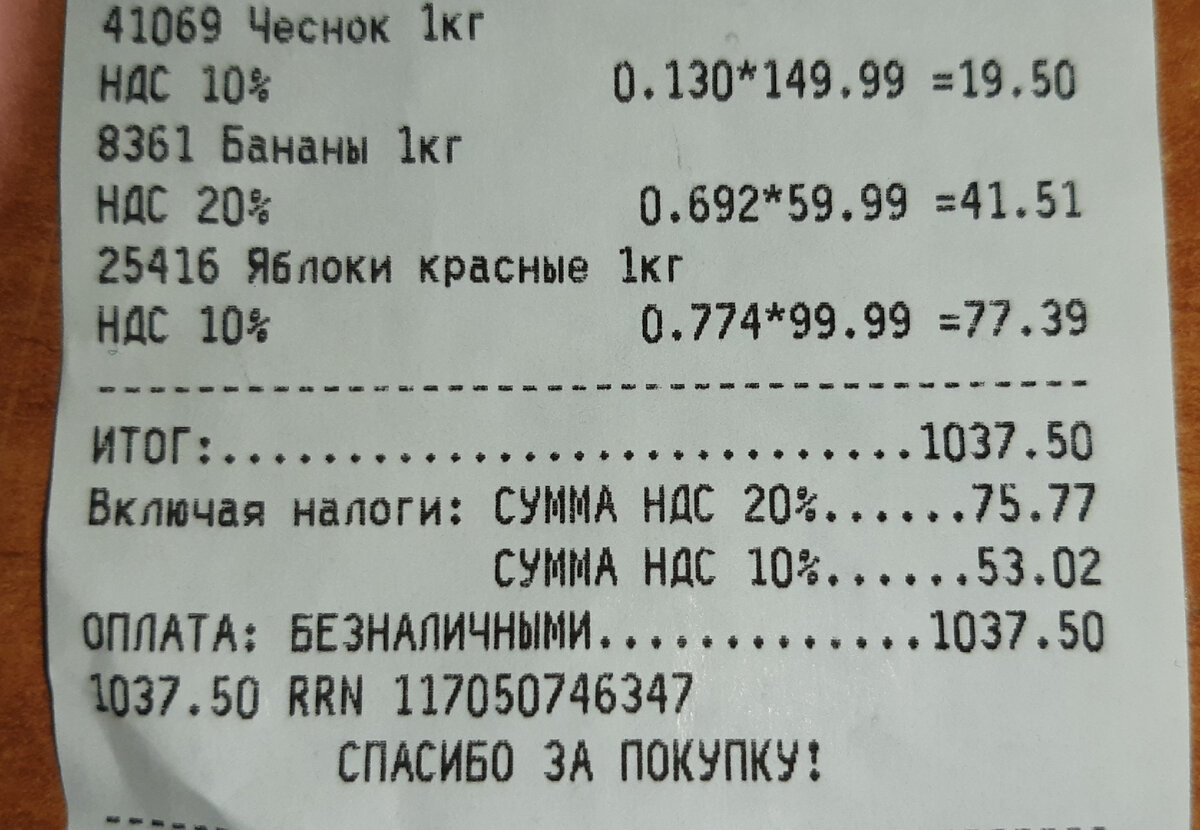 41069 Чеснок 1кг
НДС 10% 0.130*149.99 =19.50
8361 Бананы 1кг
НДС 20% 0.692*59.99 =41.51
25416 Яблоки красные 1кг
НДС 10% 0.774*99.99 =77.39
ИТОГ:............................1037.50
Включая налоги: СУММА НДС 20%......75.77
СУММА НДС 10%......53.02
ОПЛАТА: БЕЗНАЛИЧНЫМИ.............1037.50
1037.50 RRN 117050746347
СПАСИБО ЗА ПОКУПКУ!